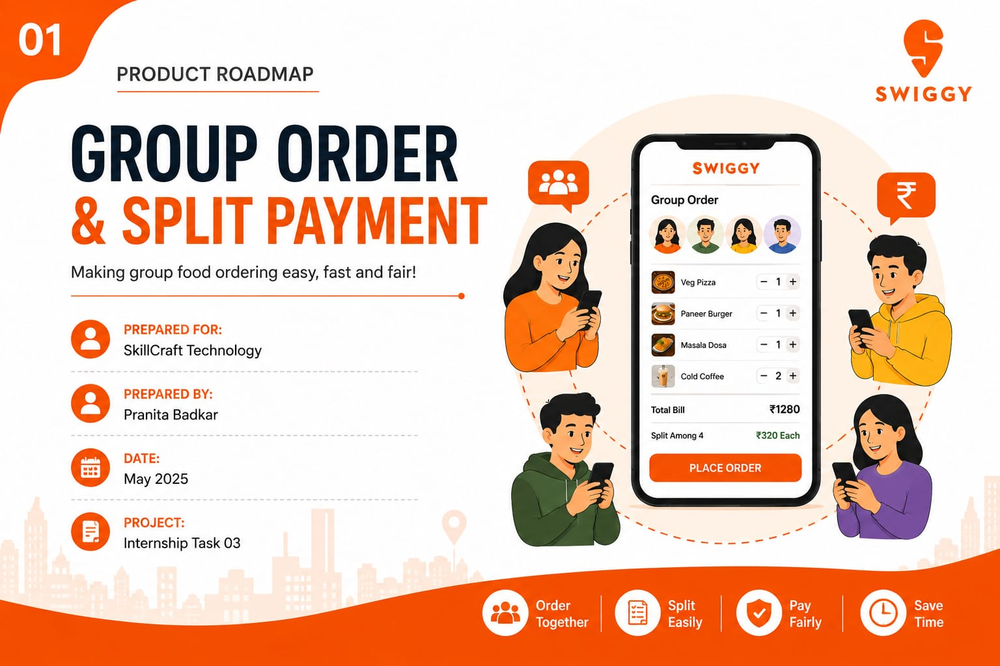 01
PRODUCT ROADMAP
GROUP ORDER
& SPLIT PAYMENT
Making group food ordering easy, fast and fair!
PREPARED FOR:
SkillCraft Technology
PREPARED BY:
Pranita Badkar
DATE:
May 2025
PROJECT:
Internship Task 03
SWIGGY
₹
SWIGGY
Group Order
Veg Pizza − 1 +
Paneer Burger − 1 +
Masala Dosa − 1 +
Cold Coffee − 2 +
Total Bill ₹1280
Split Among 4 ₹320 Each
PLACE ORDER
Order
Together
Split
Easily
Pay
Fairly
Save
Time